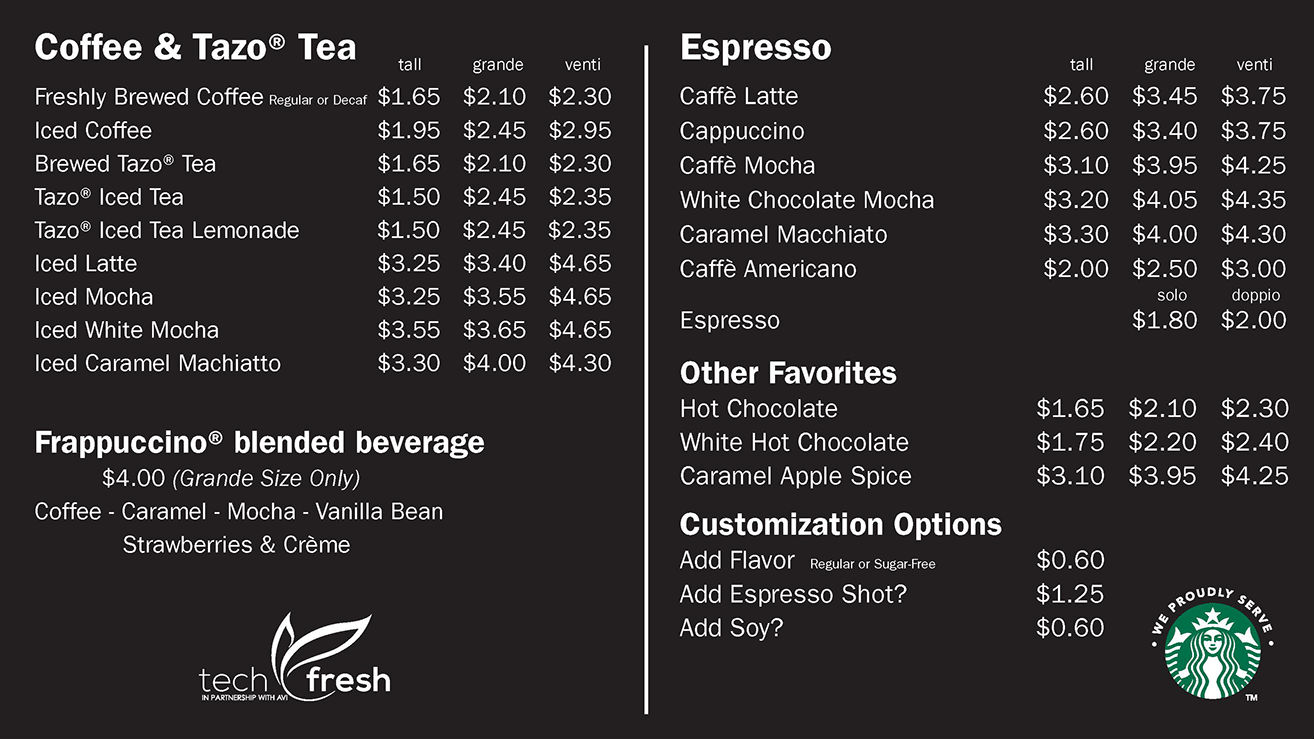 Coffee & Tazo® Tea
tall grande venti
Freshly Brewed Coffee Regular or Decaf $1.65 $2.10 $2.30
Iced Coffee $1.95 $2.45 $2.95
Brewed Tazo® Tea $1.65 $2.10 $2.30
Tazo® Iced Tea $1.50 $2.45 $2.35
Tazo® Iced Tea Lemonade $1.50 $2.45 $2.35
Iced Latte $3.25 $3.40 $4.65
Iced Mocha $3.25 $3.55 $4.65
Iced White Mocha $3.55 $3.65 $4.65
Iced Caramel Machiatto $3.30 $4.00 $4.30
Frappuccino® blended beverage
$4.00 (Grande Size Only)
Coffee - Caramel - Mocha - Vanilla Bean
Strawberries & Crème
tech fresh
IN PARTNERSHIP WITH AVI
Espresso
tall grande venti
Caffè Latte $2.60 $3.45 $3.75
Cappuccino $2.60 $3.40 $3.75
Caffè Mocha $3.10 $3.95 $4.25
White Chocolate Mocha $3.20 $4.05 $4.35
Caramel Macchiato $3.30 $4.00 $4.30
Caffè Americano $2.00 $2.50 $3.00
solo doppio
Espresso $1.80 $2.00
Other Favorites
Hot Chocolate $1.65 $2.10 $2.30
White Hot Chocolate $1.75 $2.20 $2.40
Caramel Apple Spice $3.10 $3.95 $4.25
Customization Options
Add Flavor Regular or Sugar-Free $0.60
Add Espresso Shot? $1.25
Add Soy? $0.60
• WE PROUDLY SERVE •
TM